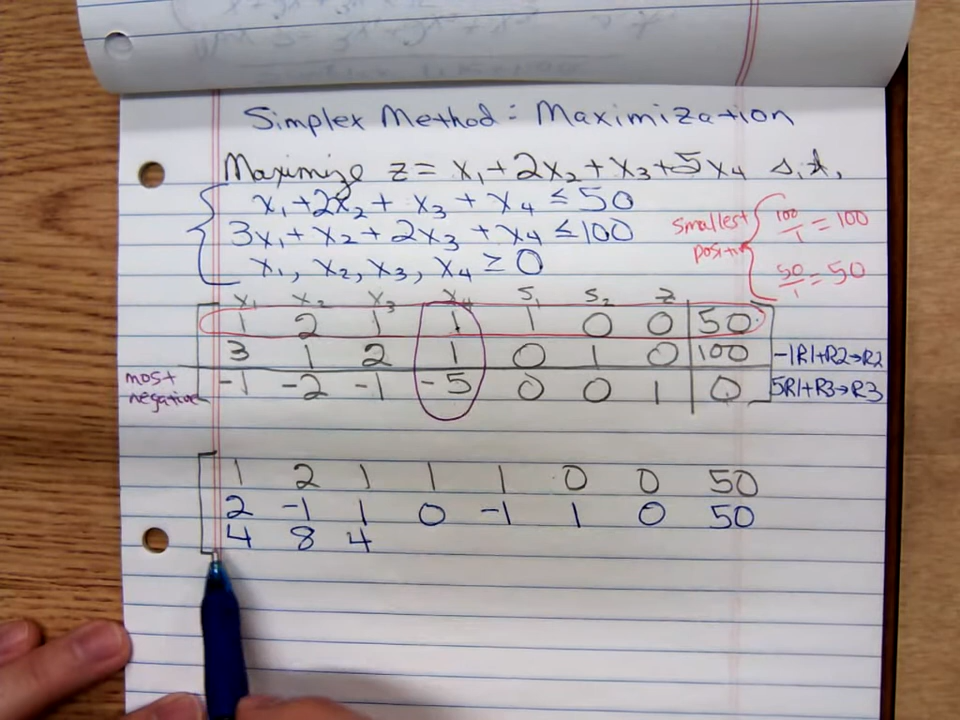 Simplex Method: Maximization
Maximize z = x₁+2x₂+x₃+5x₄ s.t.
x₁+2x₂+ x₃ + x₄ ≤ 50
3x₁+x₂+2x₃ +x₄ ≤100
x₁, x₂, x₃, x₄ ≥ 0
smallest positive
100/1 = 100
50/1 = 50
x₁ x₂ x₃ x₄ S₁ S₂ z
1 2 1 1 1 0 0 50
3 1 2 1 0 1 0 100 -1R1+R2→R2
most negative
-1 -2 -1 -5 0 0 1 0 5R1+R3→R3
1 2 1 1 1 0 0 50
2 -1 1 0 -1 1 0 50
4 8 4